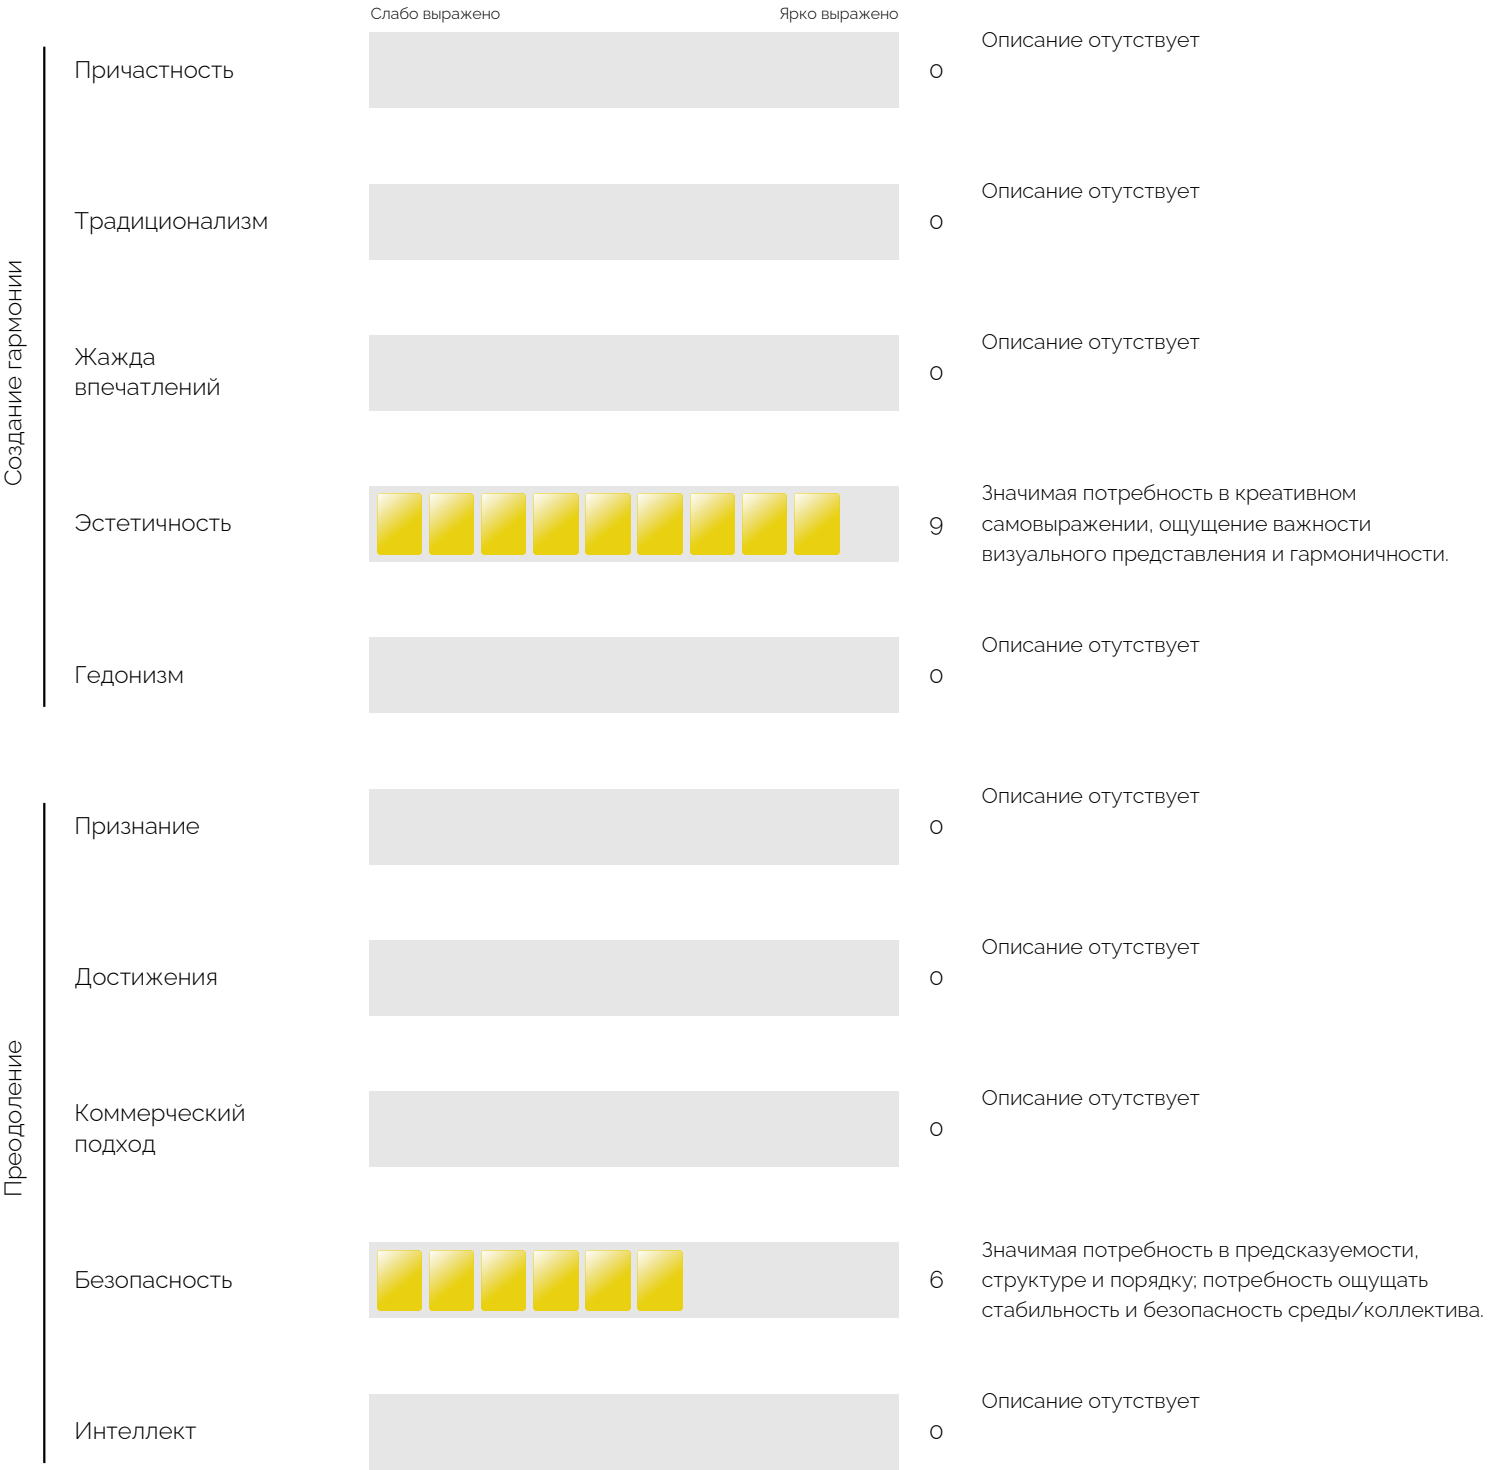 Слабо выражено
Ярко выражено
Создание гармонии
Причастность
0
Описание отутствует
Традиционализм
0
Описание отутствует
Жажда
впечатлений
0
Описание отутствует
Эстетичность
9
Значимая потребность в креативном
самовыражении, ощущение важности
визуального представления и гармоничности.
Гедонизм
0
Описание отутствует
Преодоление
Признание
0
Описание отутствует
Достижения
0
Описание отутствует
Коммерческий
подход
0
Описание отутствует
Безопасность
6
Значимая потребность в предсказуемости,
структуре и порядку; потребность ощущать
стабильность и безопасность среды/коллектива.
Интеллект
0
Описание отутствует